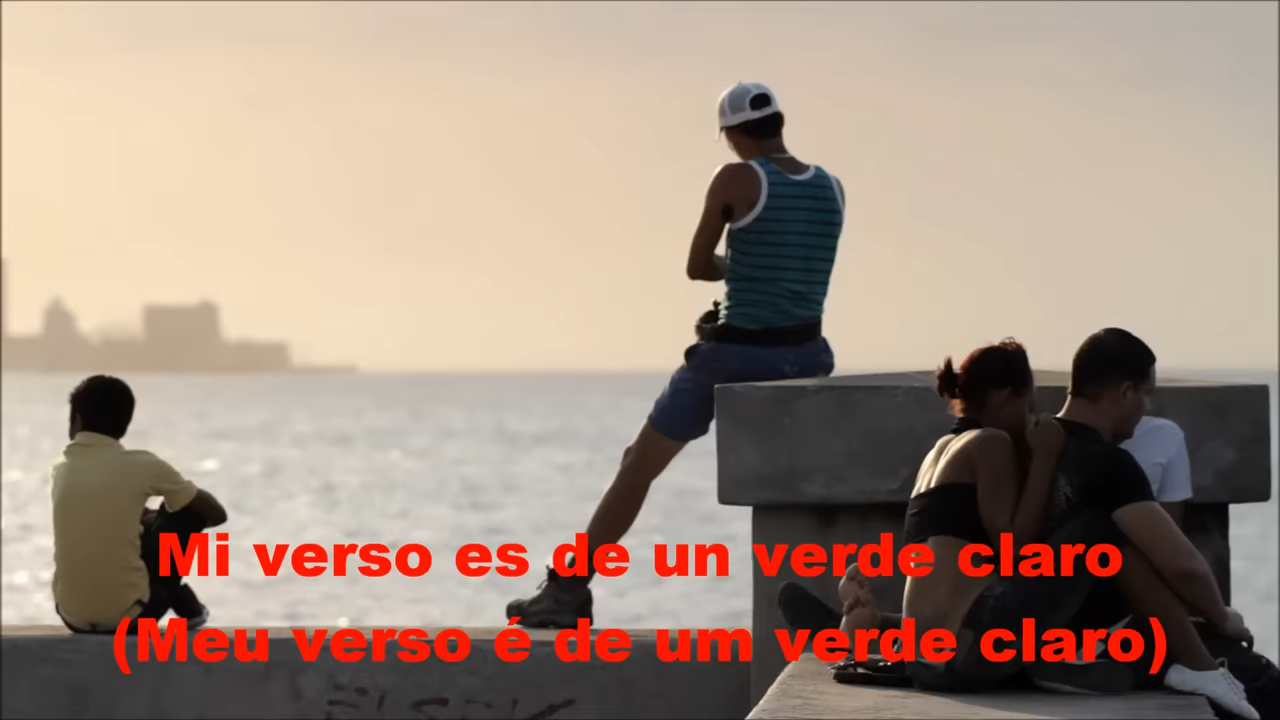 Mi verso es de un verde claro
(Meu verso é de um verde claro)